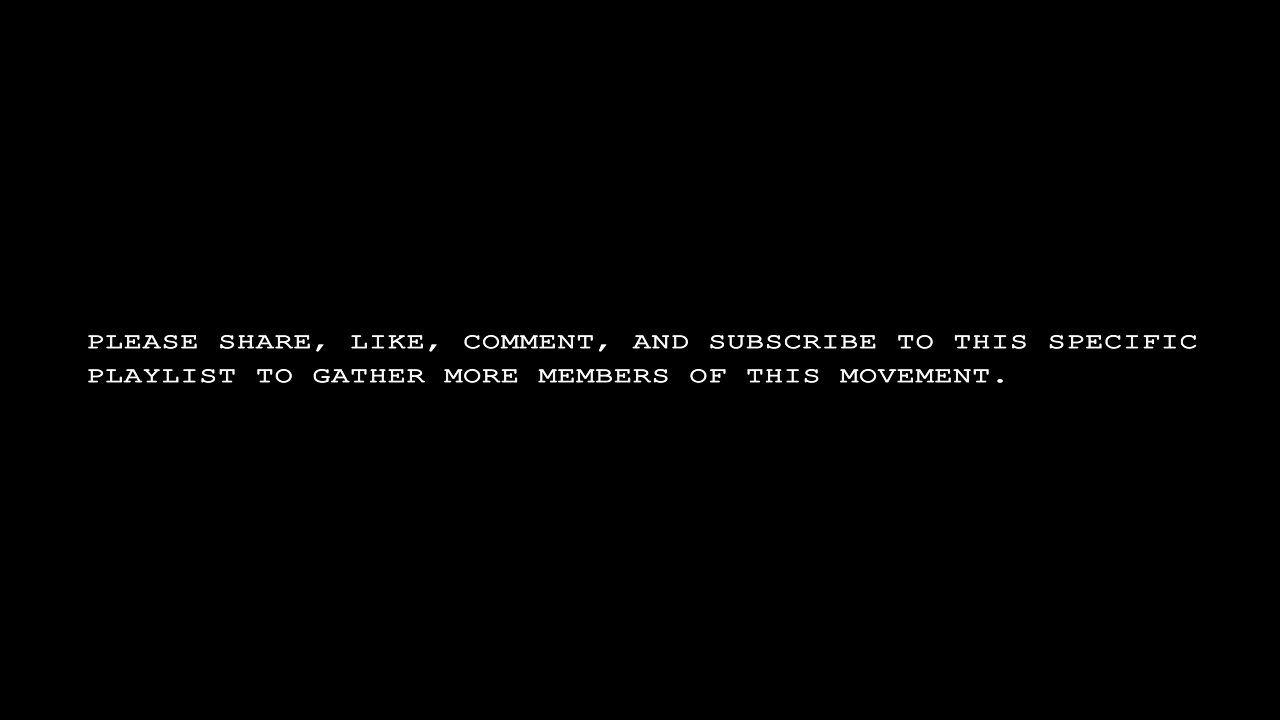 PLEASE SHARE, LIKE, COMMENT, AND SUBSCRIBE TO THIS SPECIFIC
PLAYLIST TO GATHER MORE MEMBERS OF THIS MOVEMENT.